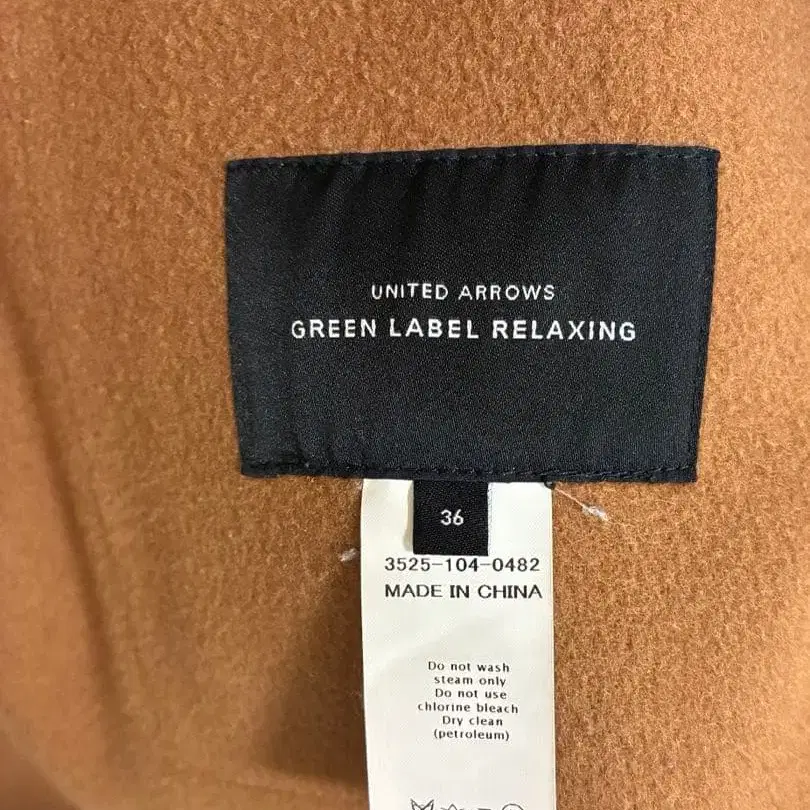 UNITED ARROWS
GREEN LABEL RELAXING
36
3525-104-0482
MADE IN CHINA
Do not wash
steam only
Do not use
chlorine bleach
Dry clean
(petroleum)